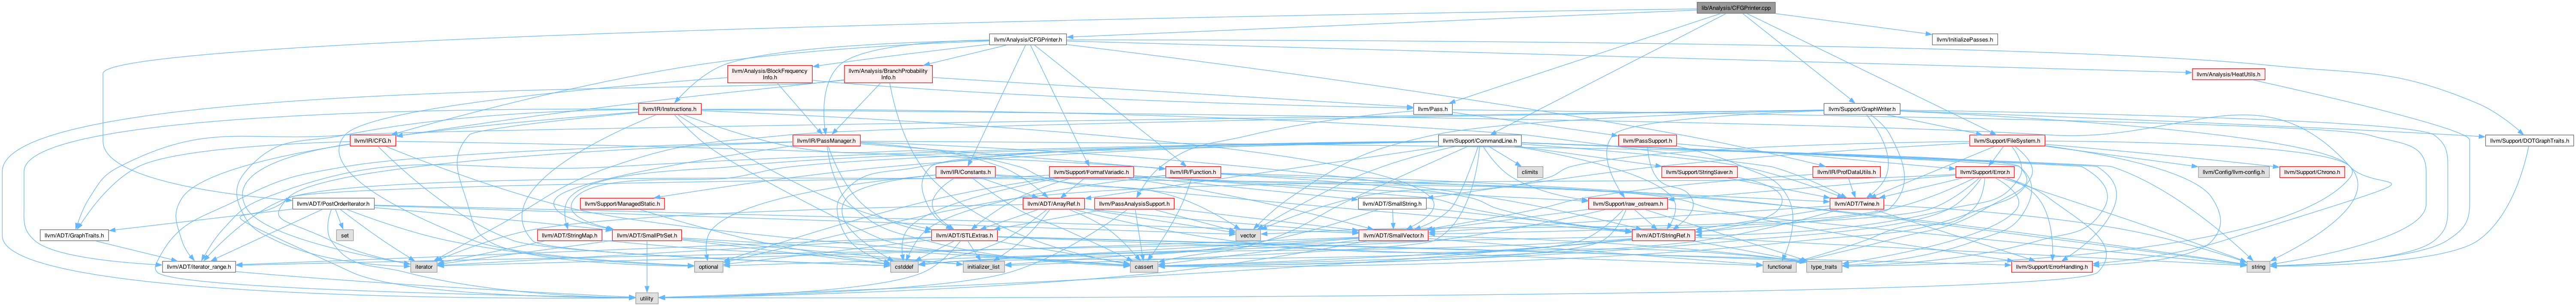 lib/Analysis/CFGPrinter.cpp
llvm/Analysis/CFGPrinter.h
llvm/InitializePasses.h
llvm/Analysis/BlockFrequency
Info.h
llvm/Analysis/BranchProbability
Info.h
llvm/Analysis/HeatUtils.h
llvm/IR/Instructions.h
llvm/Pass.h
llvm/Support/GraphWriter.h
llvm/IR/CFG.h
llvm/IR/PassManager.h
llvm/Support/CommandLine.h
llvm/PassSupport.h
llvm/Support/FileSystem.h
llvm/Support/DOTGraphTraits.h
llvm/IR/Constants.h
llvm/Support/FormatVariadic.h
llvm/IR/Function.h
climits
llvm/Support/StringSaver.h
llvm/IR/ProfDataUtils.h
llvm/Support/Error.h
llvm/Config/llvm-config.h
llvm/Support/Chrono.h
llvm/ADT/PostOrderIterator.h
llvm/Support/ManagedStatic.h
llvm/ADT/ArrayRef.h
llvm/PassAnalysisSupport.h
llvm/ADT/SmallString.h
llvm/Support/raw_ostream.h
llvm/ADT/Twine.h
llvm/ADT/GraphTraits.h
set
llvm/ADT/StringMap.h
llvm/ADT/SmallPtrSet.h
llvm/ADT/STLExtras.h
vector
llvm/ADT/SmallVector.h
llvm/ADT/StringRef.h
llvm/ADT/iterator_range.h
iterator
optional
cstddef
initializer_list
cassert
functional
type_traits
llvm/Support/ErrorHandling.h
string
utility